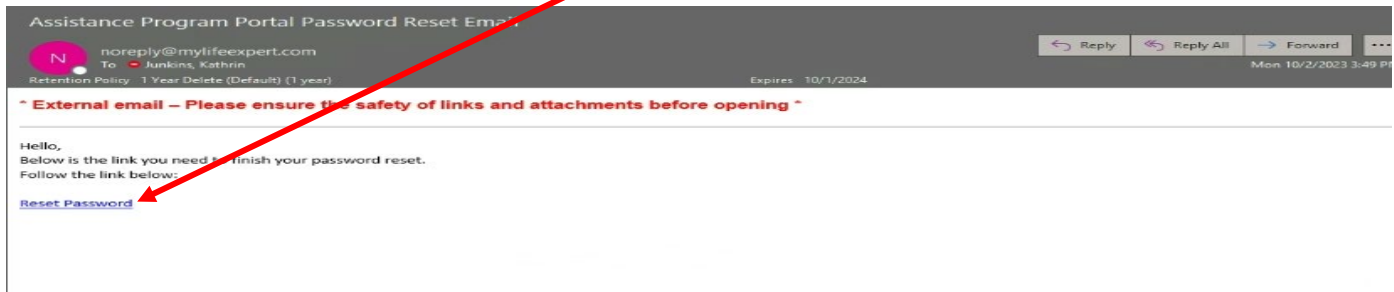 Assistance Program Portal Password Reset Email
N
noreply@mylifeexpert.com
Reply
Reply All
Forward
To Junkins, Kathrin
Mon 10/2/2023 3:49 PM
Retention Policy 1 Year Delete (Default) (1 year)
Expires 10/1/2024
* External email – Please ensure the safety of links and attachments before opening *
Hello,
Below is the link you need to finish your password reset.
Follow the link below:
Reset Password